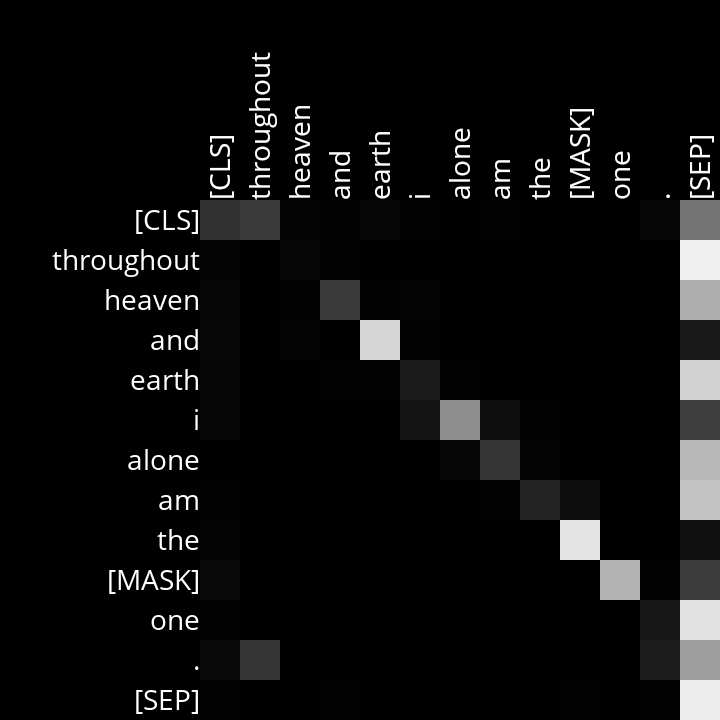 [CLS]
throughout
heaven
and
earth
i
alone
am
the
[MASK]
one
.
[SEP]
[CLS]
throughout
heaven
and
earth
i
alone
am
the
[MASK]
one
.
[SEP]